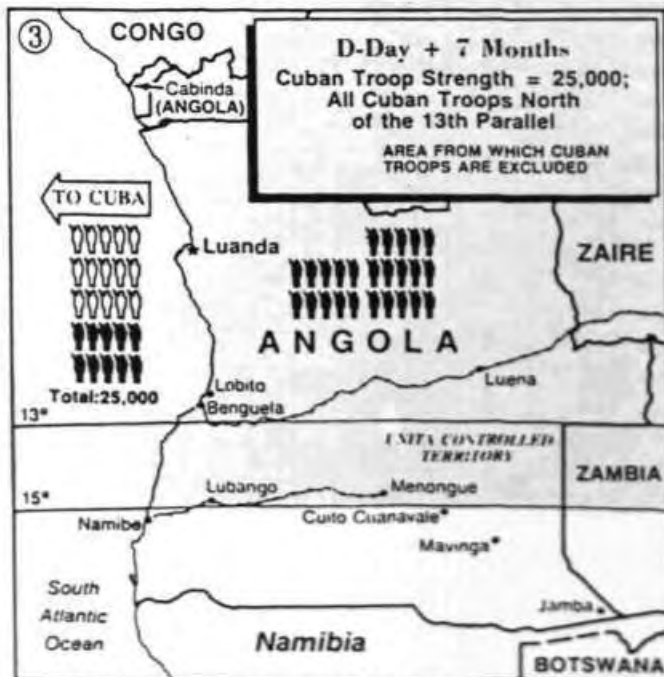 ③
CONGO
Cabinda
(ANGOLA)
D-Day + 7 Months
Cuban Troop Strength = 25,000;
All Cuban Troops North
of the 13th Parallel
AREA FROM WHICH CUBAN
TROOPS ARE EXCLUDED
TO CUBA
Luanda
ZAIRE
ANGOLA
Total:25,000
Lobito
Benguela
Luena
13°
UNITA CONTROLLED
TERRITORY
ZAMBIA
Lubango
Menongue
15°
Namibe
Cuito Cuanavale
Mavinga
South
Atlantic
Ocean
Jamba
Namibia
BOTSWANA